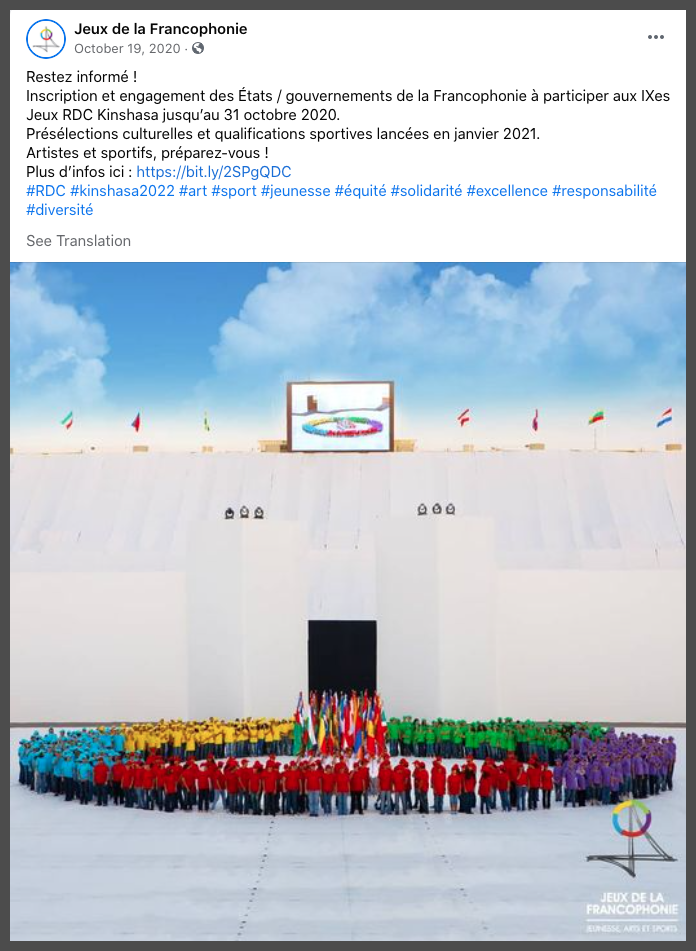 Jeux de la Francophonie
October 19, 2020 ·
Restez informé !
Inscription et engagement des États / gouvernements de la Francophonie à participer aux IXes
Jeux RDC Kinshasa jusqu’au 31 octobre 2020.
Présélections culturelles et qualifications sportives lancées en janvier 2021.
Artistes et sportifs, préparez-vous !
Plus d’infos ici : https://bit.ly/2SPgQDC
#RDC #kinshasa2022 #art #sport #jeunesse #équité #solidarité #excellence #responsabilité
#diversité
See Translation
JEUX DE LA
FRANCOPHONIE
JEUNESSE, ARTS ET SPORTS